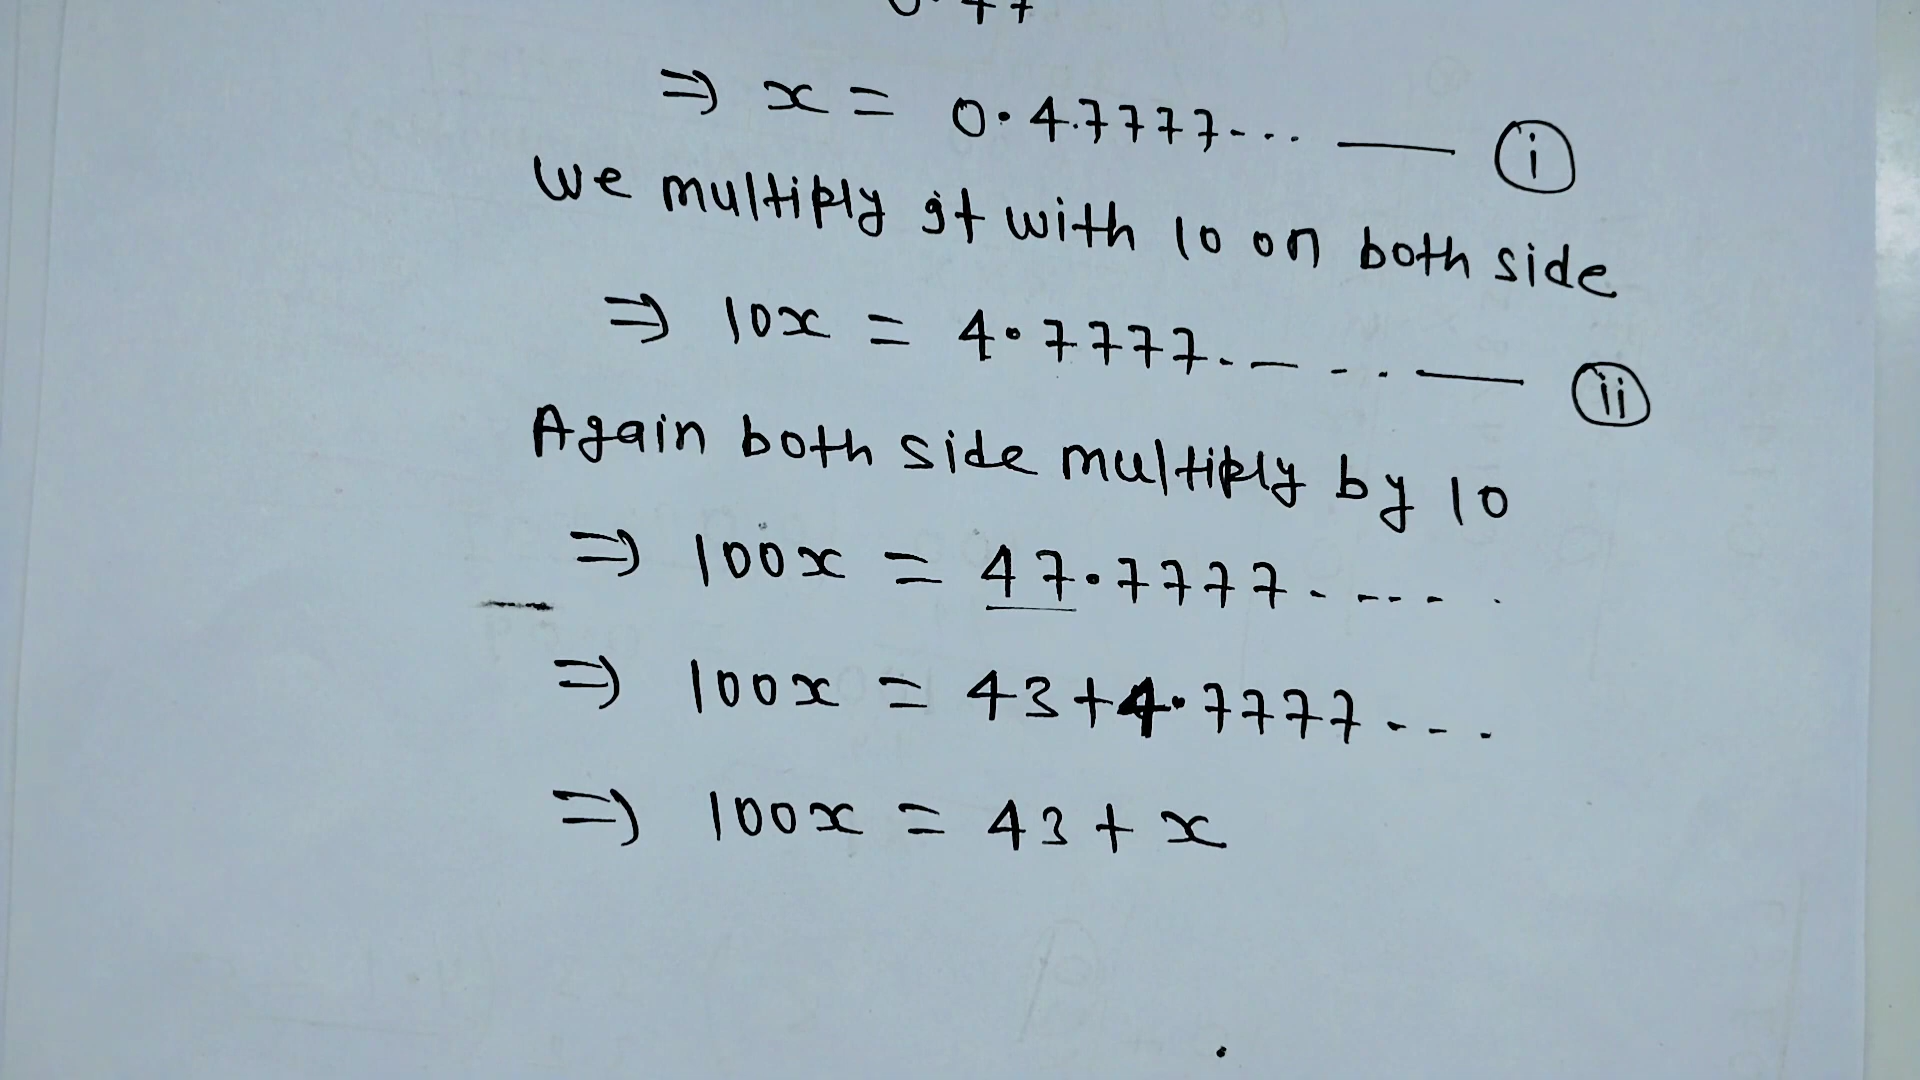 ⇒ x = 0.47777-... — (i)
We multiply it with 10 on both side
⇒ 10x = 4.7777.- - .. — (ii)
Again both side multiply by 10
⇒ 100x = 47.7777- ---- .
⇒ 100x = 43+4.7777---
⇒ 100x = 43 + x